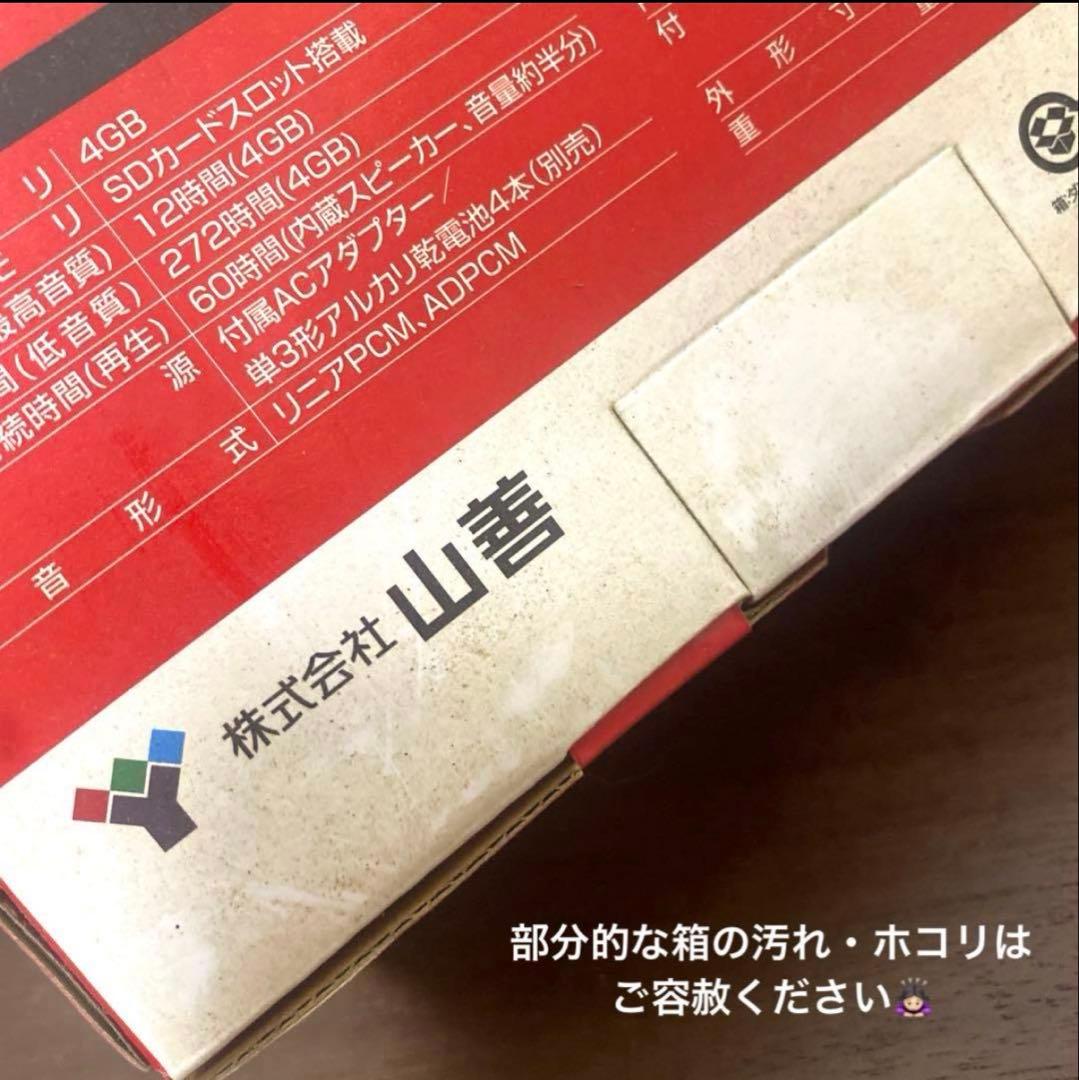 リ 4GB
リ SDカードスロット搭載
最高音質) 12時間(4GB)
間(低音質) 272時間(4GB)
続時間(再生) 60時間(内蔵スピーカー、音量約半分)
源 付属ACアダプター/
単3形アルカリ乾電池4本(別売)
音形式 リニアPCM、ADPCM
付
外形寸
重量
箱:ダ
株式会社 山善
部分的な箱の汚れ・ホコリは
ご容赦ください🙇🏻‍♀️